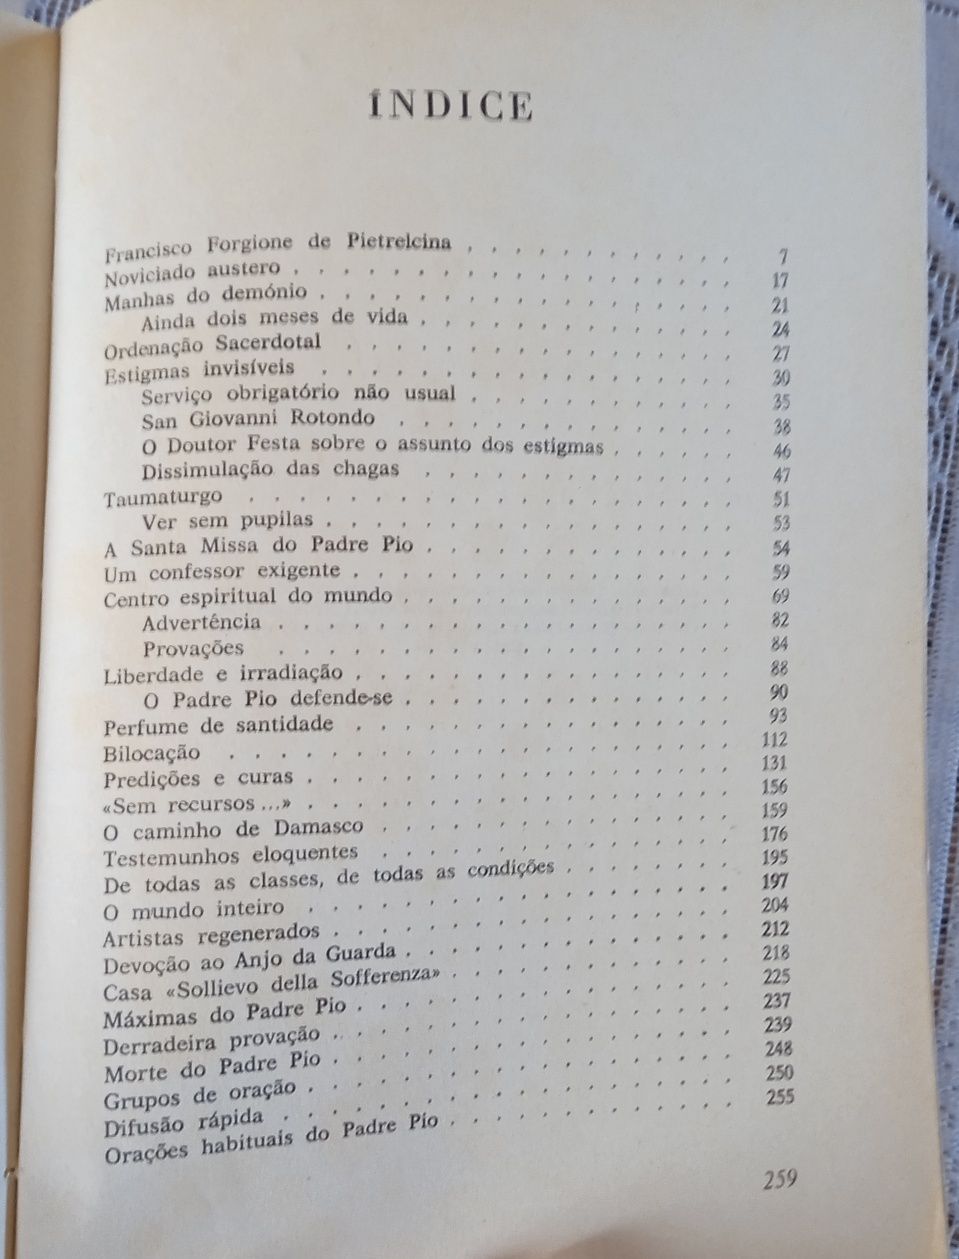 ÍNDICE
Francisco Forgione de Pietrelcina . . . . . . . . . . . 7
Noviciado austero . . . . . . . . . . . . . . . . . . 17
Manhas do demónio . . . . . . . . . . . . . . . . . 21
Ainda dois meses de vida . . . . . . . . . . . . . 24
Ordenação Sacerdotal . . . . . . . . . . . . . . . . 27
Estigmas invisíveis . . . . . . . . . . . . . . . . . 30
Serviço obrigatório não usual . . . . . . . . . . . 35
San Giovanni Rotondo . . . . . . . . . . . . . . 38
O Doutor Festa sobre o assunto dos estigmas . . . . . 46
Dissimulação das chagas . . . . . . . . . . . . . 47
Taumaturgo . . . . . . . . . . . . . . . . . . . . 51
Ver sem pupilas . . . . . . . . . . . . . . . . . 53
A Santa Missa do Padre Pio . . . . . . . . . . . . . 54
Um confessor exigente . . . . . . . . . . . . . . . . 59
Centro espiritual do mundo . . . . . . . . . . . . . . 69
Advertência . . . . . . . . . . . . . . . . . . . 82
Provações . . . . . . . . . . . . . . . . . . . 84
Liberdade e irradiação . . . . . . . . . . . . . . . . 88
O Padre Pio defende-se . . . . . . . . . . . . . . 90
Perfume de santidade . . . . . . . . . . . . . . . . 93
Bilocação . . . . . . . . . . . . . . . . . . . . . 112
Predições e curas . . . . . . . . . . . . . . . . . . 131
«Sem recursos ...» . . . . . . . . . . . . . . . . . . 156
O caminho de Damasco . . . . . . . . . . . . . . . 159
Testemunhos eloquentes . . . . . . . . . . . . . . . 176
De todas as classes, de todas as condições . . . . . . . 195
O mundo inteiro . . . . . . . . . . . . . . . . . . 197
Artistas regenerados . . . . . . . . . . . . . . . . . 204
Devoção ao Anjo da Guarda . . . . . . . . . . . . . . 212
Casa «Sollievo della Sofferenza» . . . . . . . . . . . . 218
Máximas do Padre Pio . . . . . . . . . . . . . . . . 225
Derradeira provação . . . . . . . . . . . . . . . . . 237
Morte do Padre Pio . . . . . . . . . . . . . . . . . 239
Grupos de oração . . . . . . . . . . . . . . . . . . 248
Difusão rápida . . . . . . . . . . . . . . . . . . . 250
Orações habituais do Padre Pio . . . . . . . . . . . . 255
259